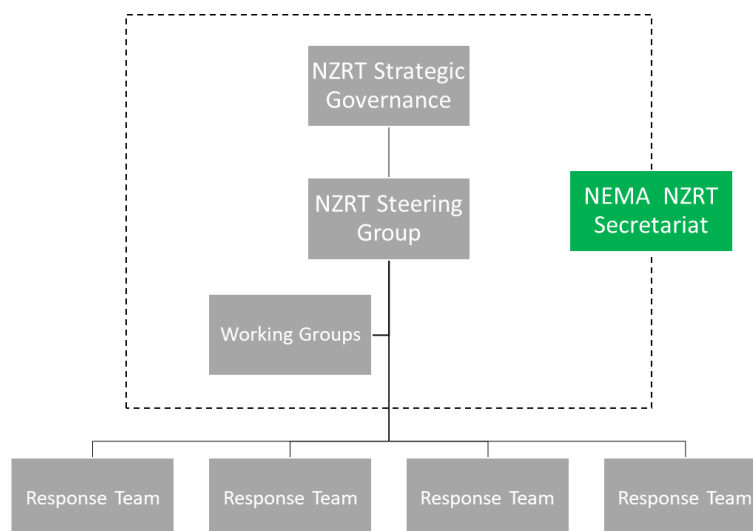 NZRT Strategic
Governance
NEMA NZRT
Secretariat
NZRT Steering
Group
Working Groups
Response Team
Response Team
Response Team
Response Team